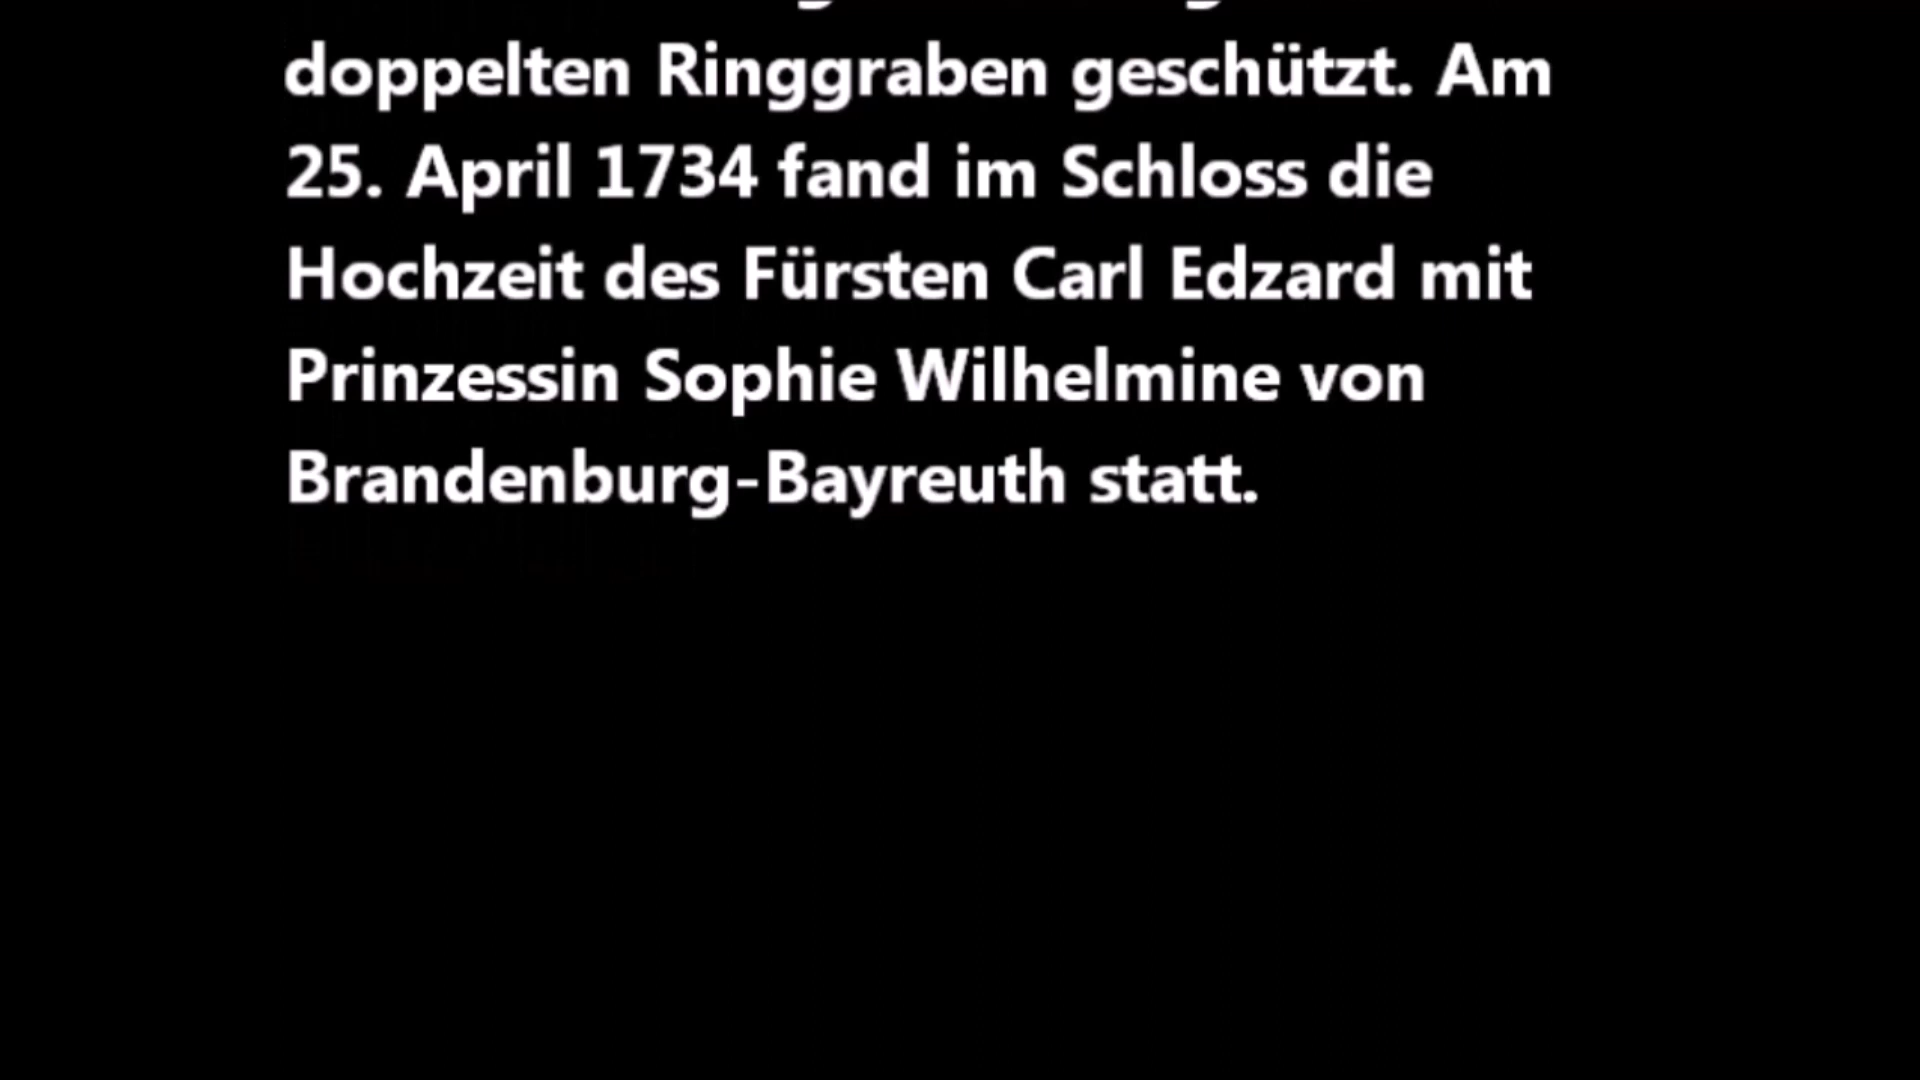 doppelten Ringgraben geschützt. Am
25. April 1734 fand im Schloss die
Hochzeit des Fürsten Carl Edzard mit
Prinzessin Sophie Wilhelmine von
Brandenburg-Bayreuth statt.